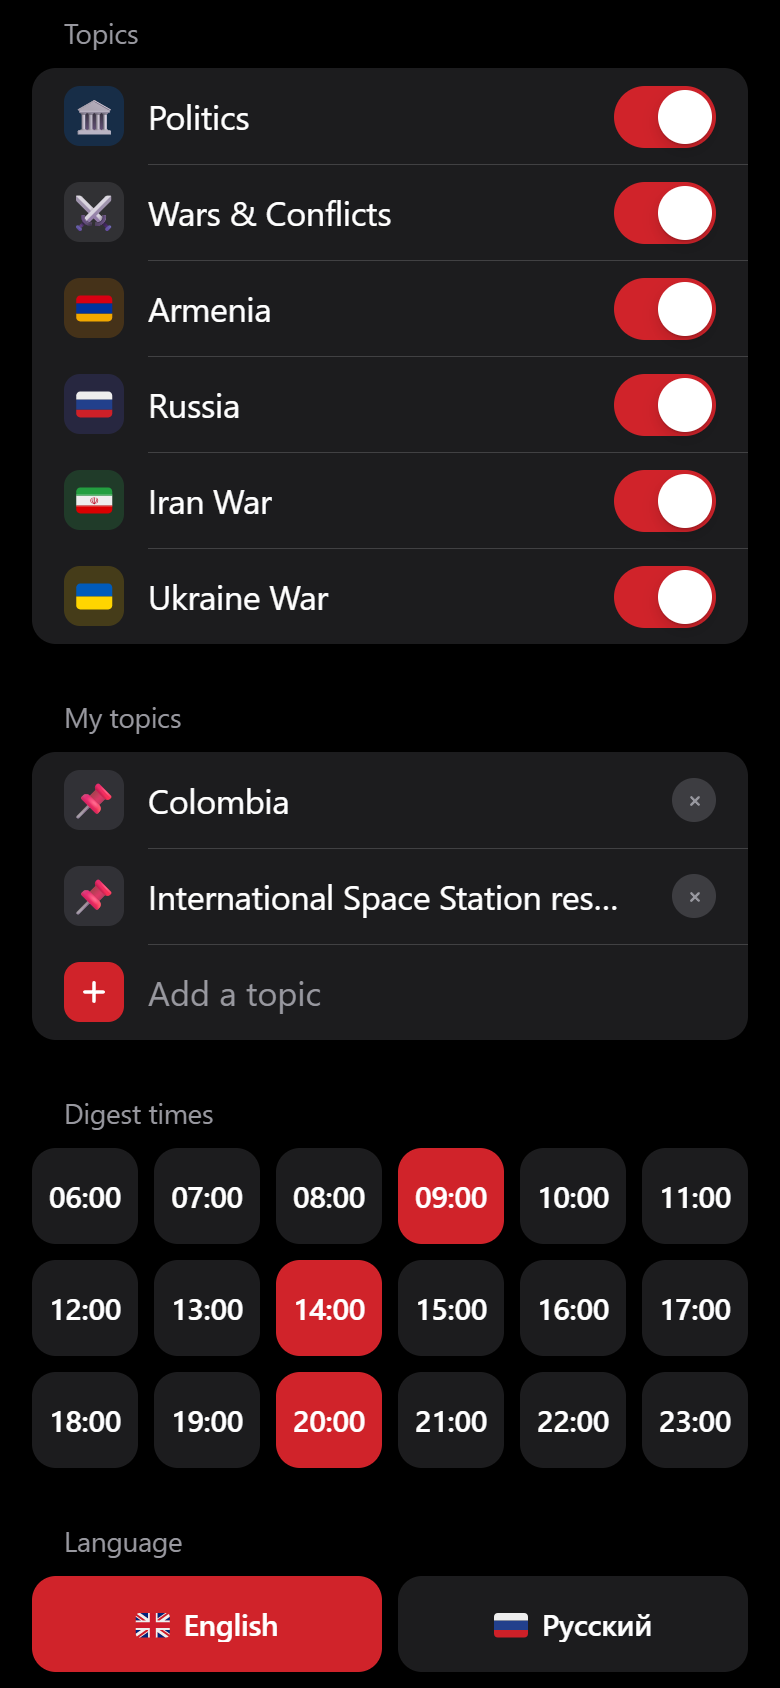 Topics
Politics
Wars & Conflicts
Armenia
Russia
Iran War
Ukraine War
My topics
Colombia
×
International Space Station res...
×
+ Add a topic
Digest times
06:00 07:00 08:00 09:00 10:00 11:00
12:00 13:00 14:00 15:00 16:00 17:00
18:00 19:00 20:00 21:00 22:00 23:00
Language
English Русский